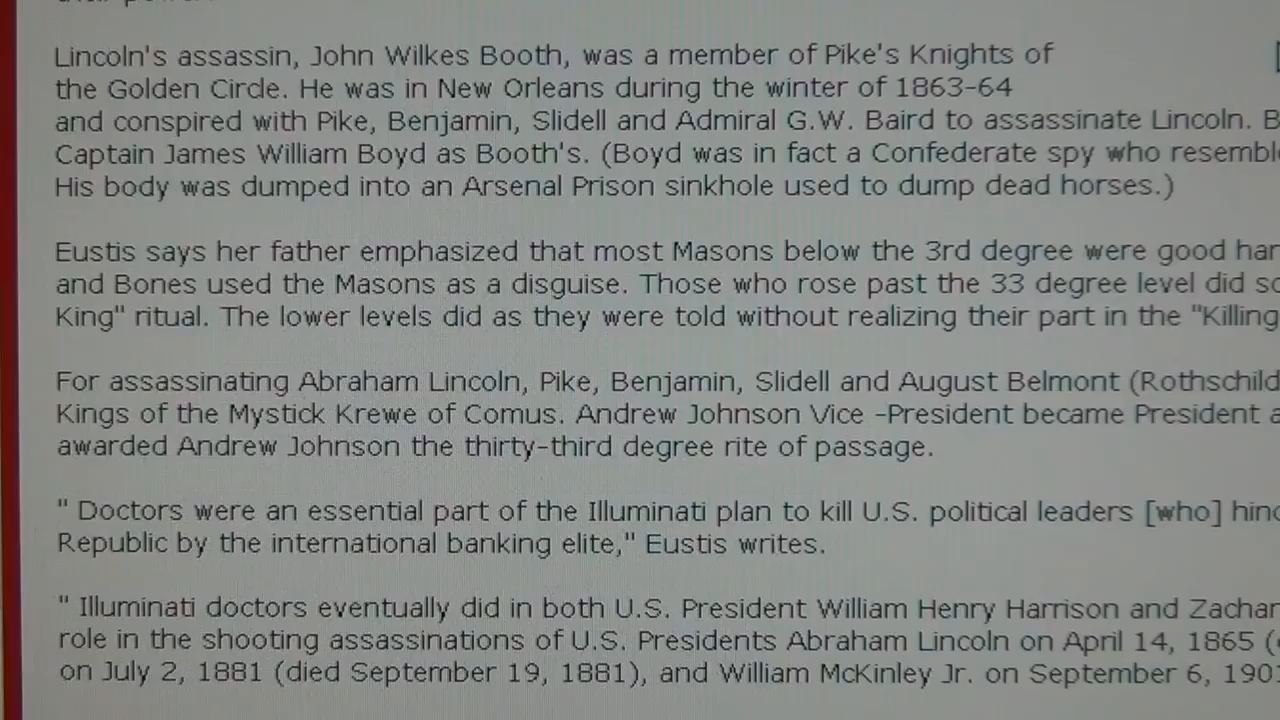 Lincoln's assassin, John Wilkes Booth, was a member of Pike's Knights of
the Golden Circle. He was in New Orleans during the winter of 1863-64
and conspired with Pike, Benjamin, Slidell and Admiral G.W. Baird to assassinate Lincoln.
Captain James William Boyd as Booth's. (Boyd was in fact a Confederate spy who
His body was dumped into an Arsenal Prison sinkhole used to dump dead horses.)
Eustis says her father emphasized that most Masons below the 3rd degree were good
and Bones used the Masons as a disguise. Those who rose past the 33 degree level did
King" ritual. The lower levels did as they were told without realizing their part in the "Killing
For assassinating Abraham Lincoln, Pike, Benjamin, Slidell and August Belmont (Rothschild
Kings of the Mystick Krewe of Comus. Andrew Johnson Vice -President became President
awarded Andrew Johnson the thirty-third degree rite of passage.
" Doctors were an essential part of the Illuminati plan to kill U.S. political leaders [who]
Republic by the international banking elite," Eustis writes.
" Illuminati doctors eventually did in both U.S. President William Henry Harrison and
role in the shooting assassinations of U.S. Presidents Abraham Lincoln on April 14, 1865
on July 2, 1881 (died September 19, 1881), and William McKinley Jr. on September 6,